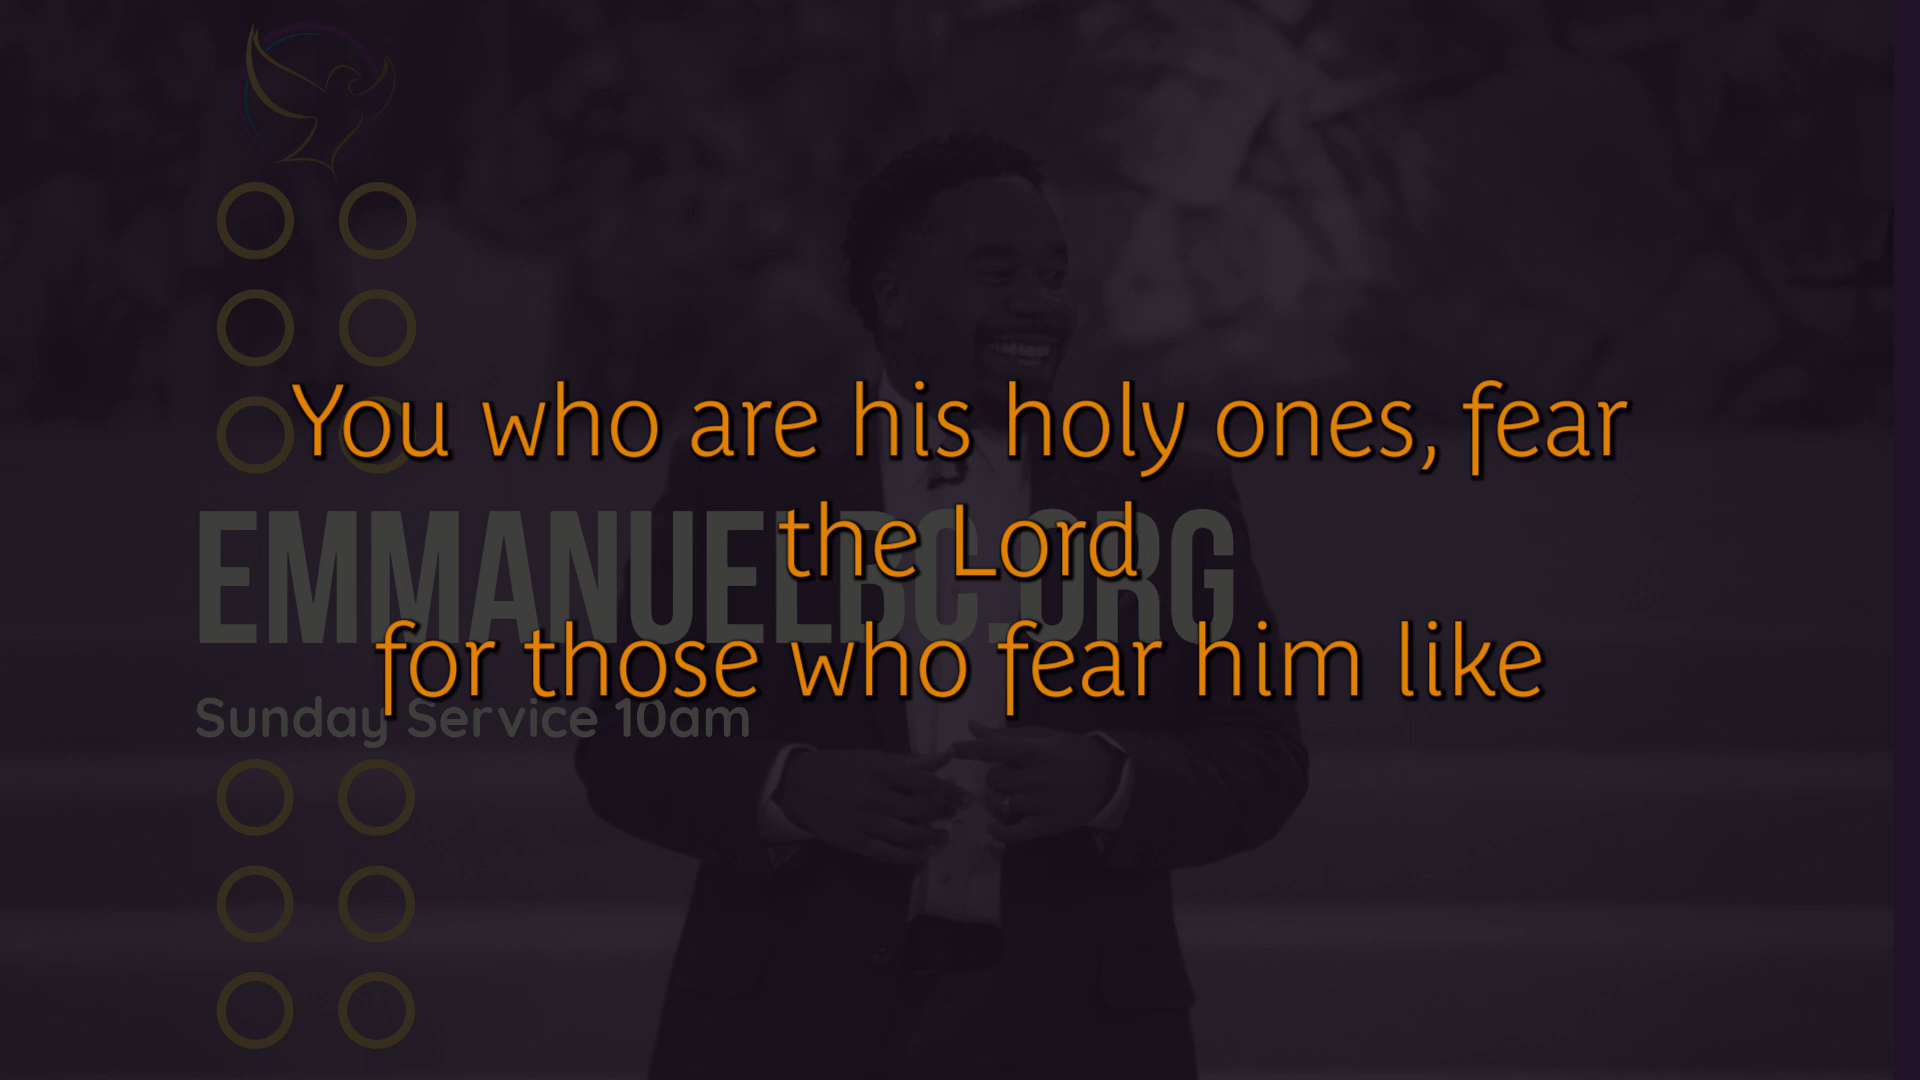 You who are his holy ones, fear
the Lord
for those who fear him like
EMMANUELBC.ORG
Sunday Service 10am